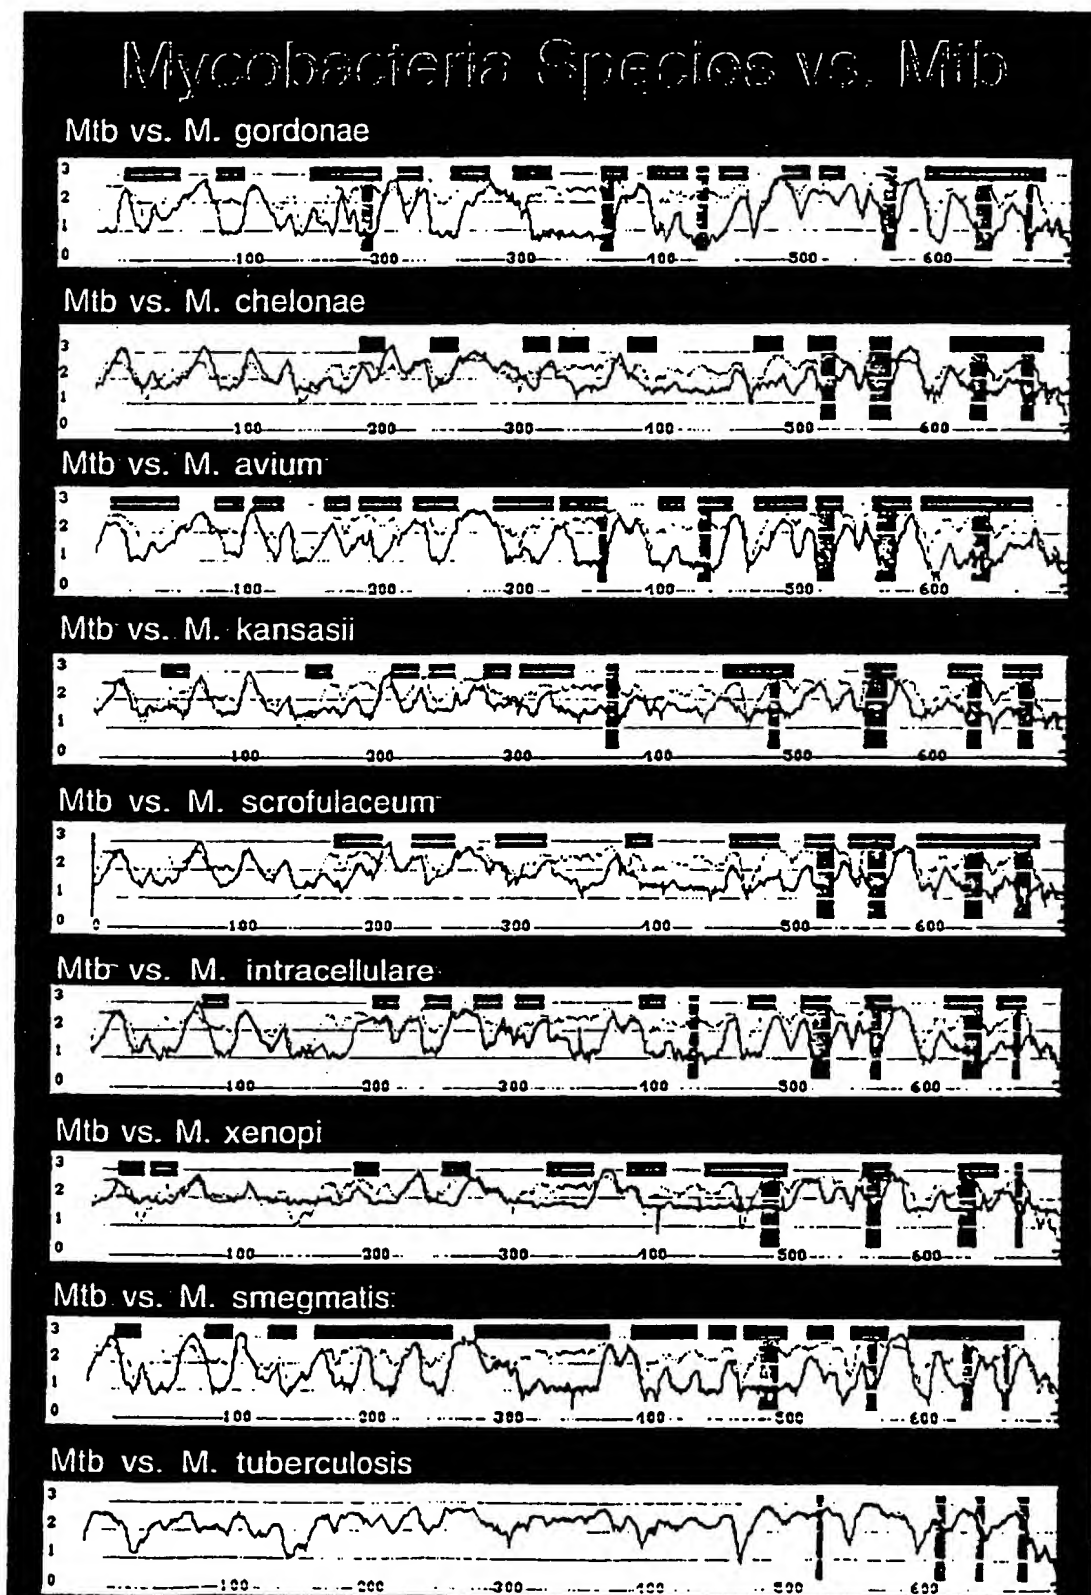 Mycobacteria Species vs. Mtb
Mtb vs. M. gordonae
3
2
1
0
100 200 300 400 500 600
Mtb vs. M. chelonae
3
2
1
0
100 200 300 400 500 600
Mtb vs. M. avium
3
2
1
0
100 200 300 400 500 600
Mtb vs. M. kansasii
3
2
1
0
100 200 300 400 500 600
Mtb vs. M. scrofulaceum
3
2
1
0
0 100 200 300 400 500 600
Mtb vs. M. intracellulare
3
2
1
0
100 200 300 400 500 600
Mtb vs. M. xenopi
3
2
1
0
100 200 300 400 500 600
Mtb vs. M. smegmatis
3
2
1
0
100 200 300 400 500 600
Mtb vs. M. tuberculosis
3
2
1
0
100 200 300 400 500 600